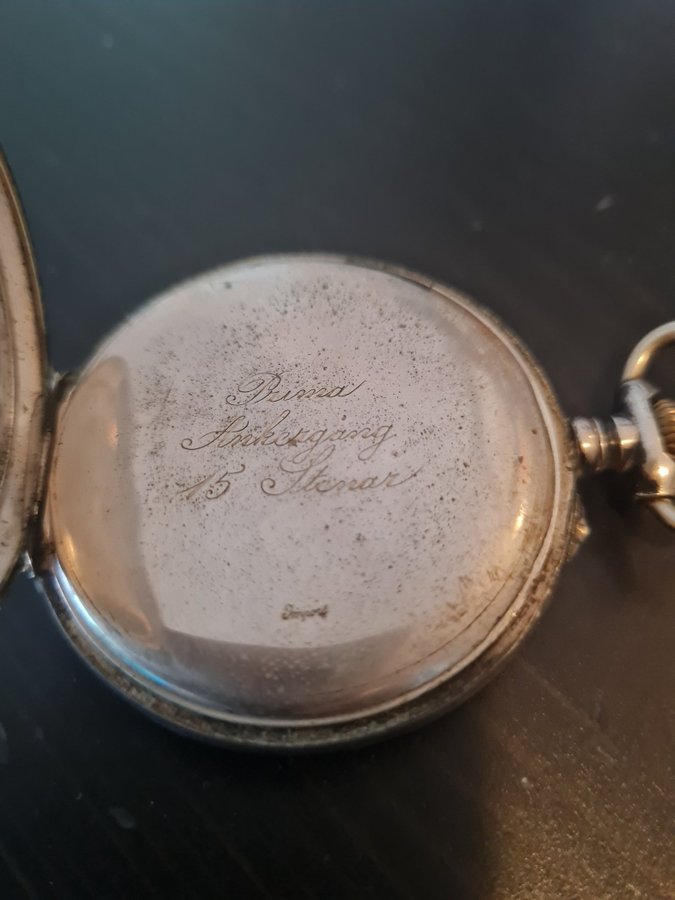 Prima
Ankergang
15 Stenar